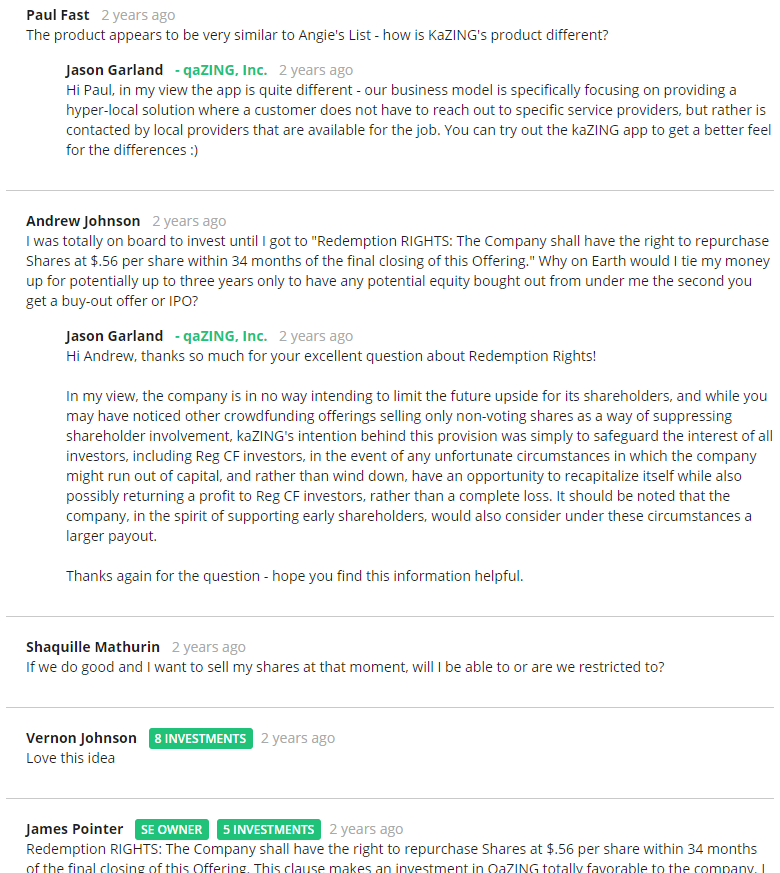 Paul Fast 2 years ago
The product appears to be very similar to Angie's List - how is KaZING's product different?
Jason Garland - qaZING, Inc. 2 years ago
Hi Paul, in my view the app is quite different - our business model is specifically focusing on providing a
hyper-local solution where a customer does not have to reach out to specific service providers, but rather is
contacted by local providers that are available for the job. You can try out the kaZING app to get a better feel
for the differences :)
Andrew Johnson 2 years ago
I was totally on board to invest until I got to "Redemption RIGHTS: The Company shall have the right to repurchase
Shares at $.56 per share within 34 months of the final closing of this Offering." Why on Earth would I tie my money
up for potentially up to three years only to have any potential equity bought out from under me the second you
get a buy-out offer or IPO?
Jason Garland - qaZING, Inc. 2 years ago
Hi Andrew, thanks so much for your excellent question about Redemption Rights!
In my view, the company is in no way intending to limit the future upside for its shareholders, and while you
may have noticed other crowdfunding offerings selling only non-voting shares as a way of suppressing
shareholder involvement, kaZING's intention behind this provision was simply to safeguard the interest of all
investors, including Reg CF investors, in the event of any unfortunate circumstances in which the company
might run out of capital, and rather than wind down, have an opportunity to recapitalize itself while also
possibly returning a profit to Reg CF investors, rather than a complete loss. It should be noted that the
company, in the spirit of supporting early shareholders, would also consider under these circumstances a
larger payout.
Thanks again for the question - hope you find this information helpful.
Shaquille Mathurin 2 years ago
If we do good and I want to sell my shares at that moment, will I be able to or are we restricted to?
Vernon Johnson 8 INVESTMENTS 2 years ago
Love this idea
James Pointer SE OWNER 5 INVESTMENTS 2 years ago
Redemption RIGHTS: The Company shall have the right to repurchase Shares at $.56 per share within 34 months
of the final closing of this Offering. This clause makes an investment in QaZING totally favorable to the company. I